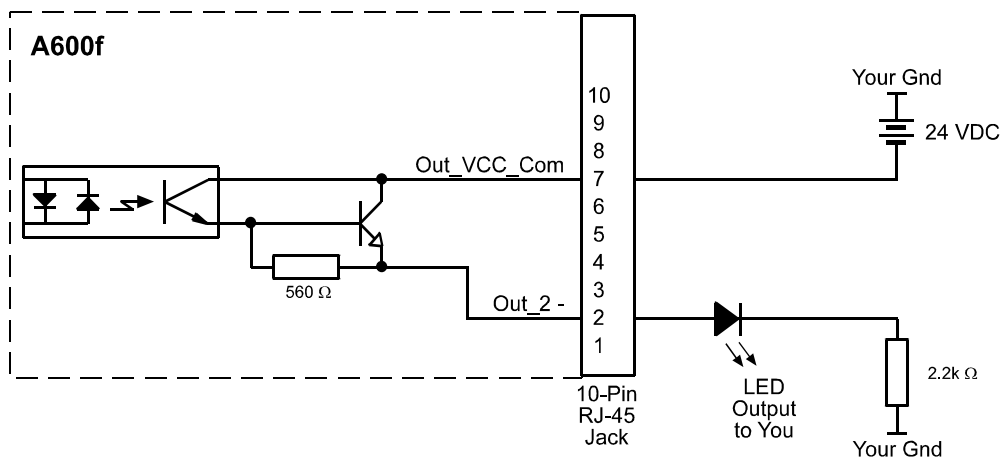 A600f
Your Gnd
24 VDC
10
9
8
Out_VCC_Com
7
6
5
4
560 Ω
3
Out_2 -
2
1
2.2k Ω
10-Pin
RJ-45
Jack
LED
Output
to You
Your Gnd